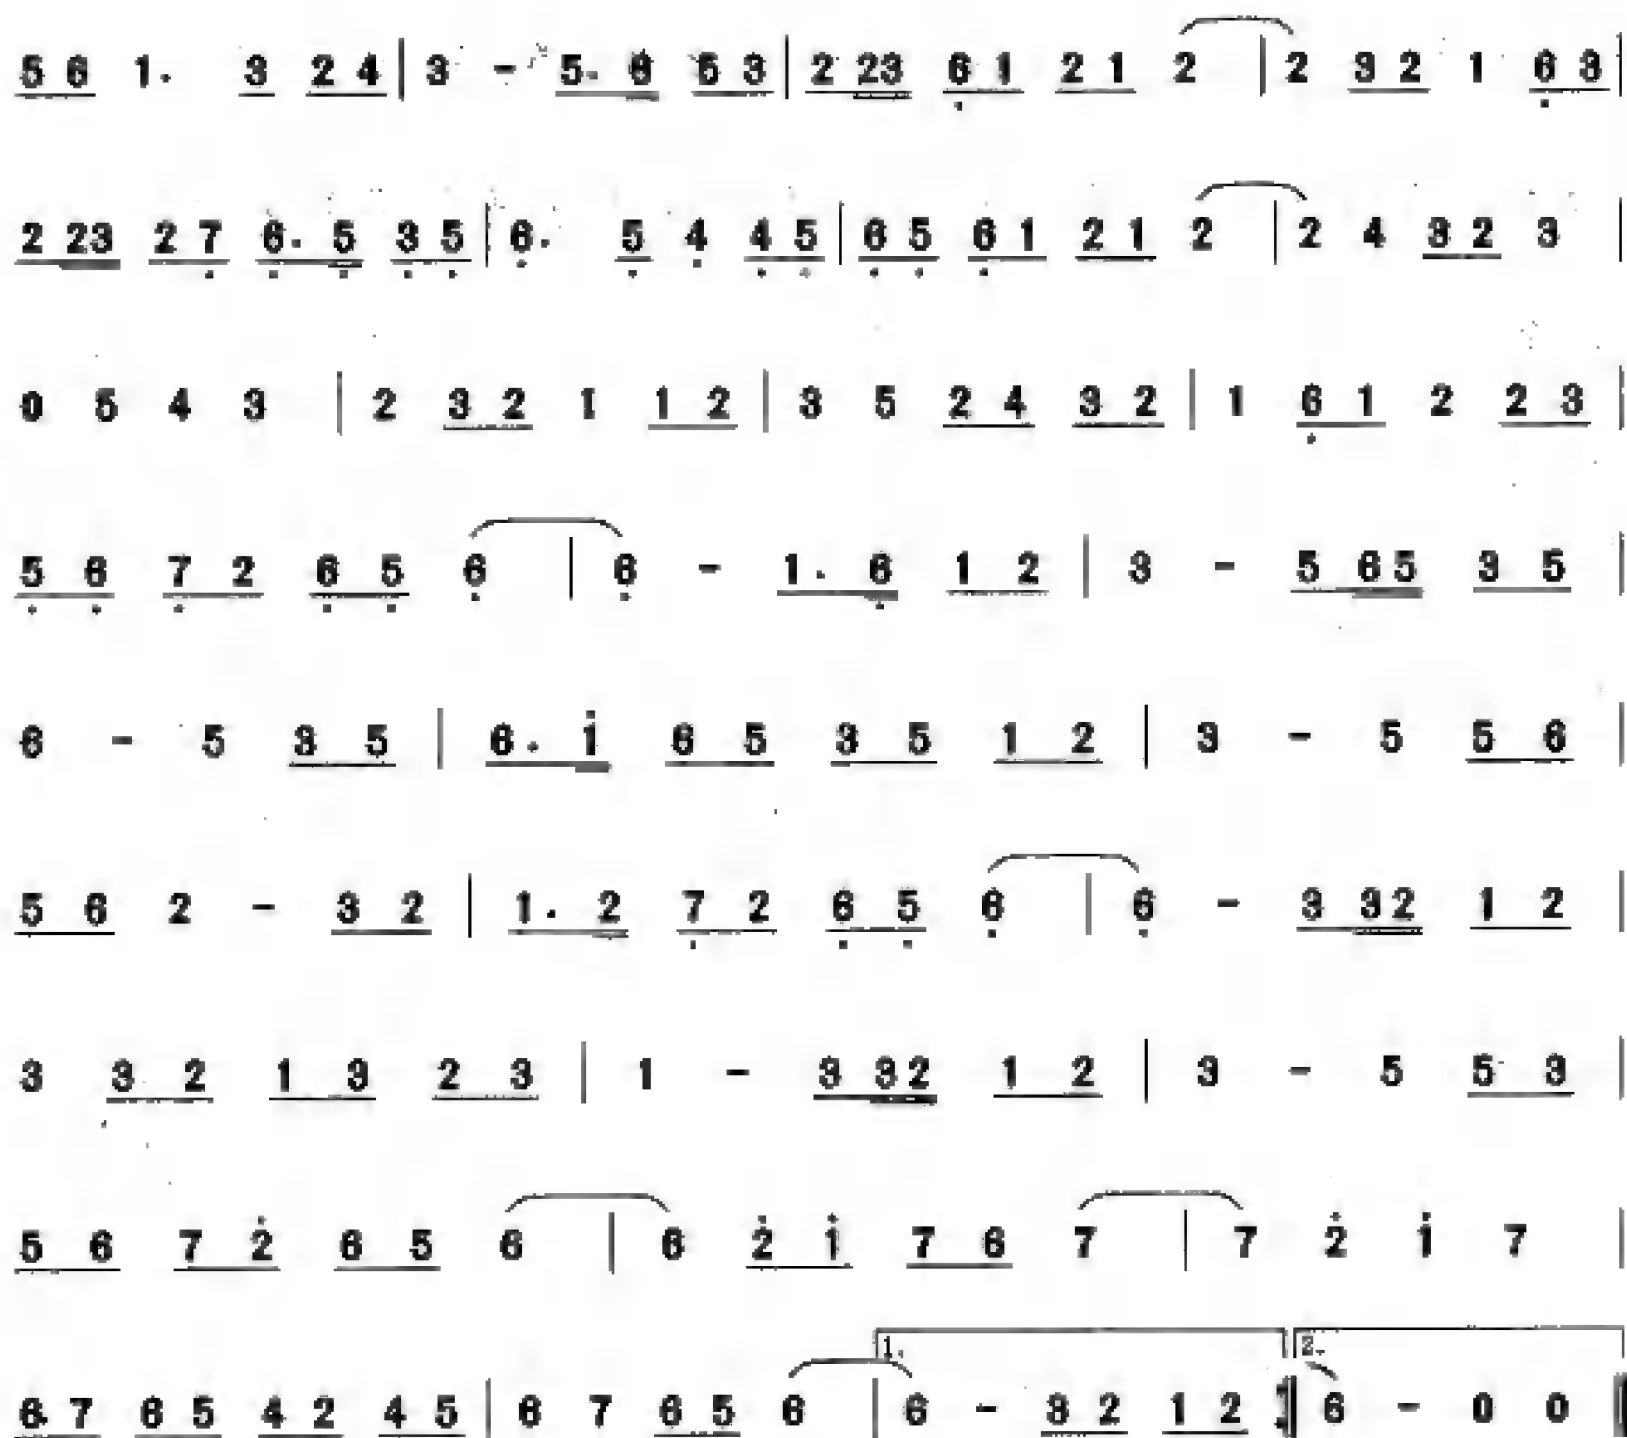 5 6 1. 3 2 4 | 3 - 5. 6 5 3 | 2 23 6 1 2 1 2 | 2 3 2 1 6 3 |
2 23 2 7 6. 5 3 5 | 6. 5 4 4 5 | 6 5 6 1 2 1 2 | 2 4 3 2 3 |
0 5 4 3 | 2 3 2 1 1 2 | 3 5 2 4 3 2 | 1 6 1 2 2 3 |
5 6 7 2 6 5 6 | 6 - 1. 6 1 2 | 3 - 5 65 3 5 |
6 - 5 3 5 | 6. i 6 5 3 5 1 2 | 3 - 5 5 6 |
5 6 2 - 3 2 | 1. 2 7 2 6 5 6 | 6 - 3 32 1 2 |
3 3 2 1 3 2 3 | 1 - 3 32 1 2 | 3 - 5 5 3 |
5 6 7 2 6 5 6 | 6 2 i 7 6 7 | 7 2 i 7 |
1. 2.
6 7 6 5 4 2 4 5 | 6 7 6 5 6 | 6 - 3 2 1 2 :‖ 6 - 0 0 ‖